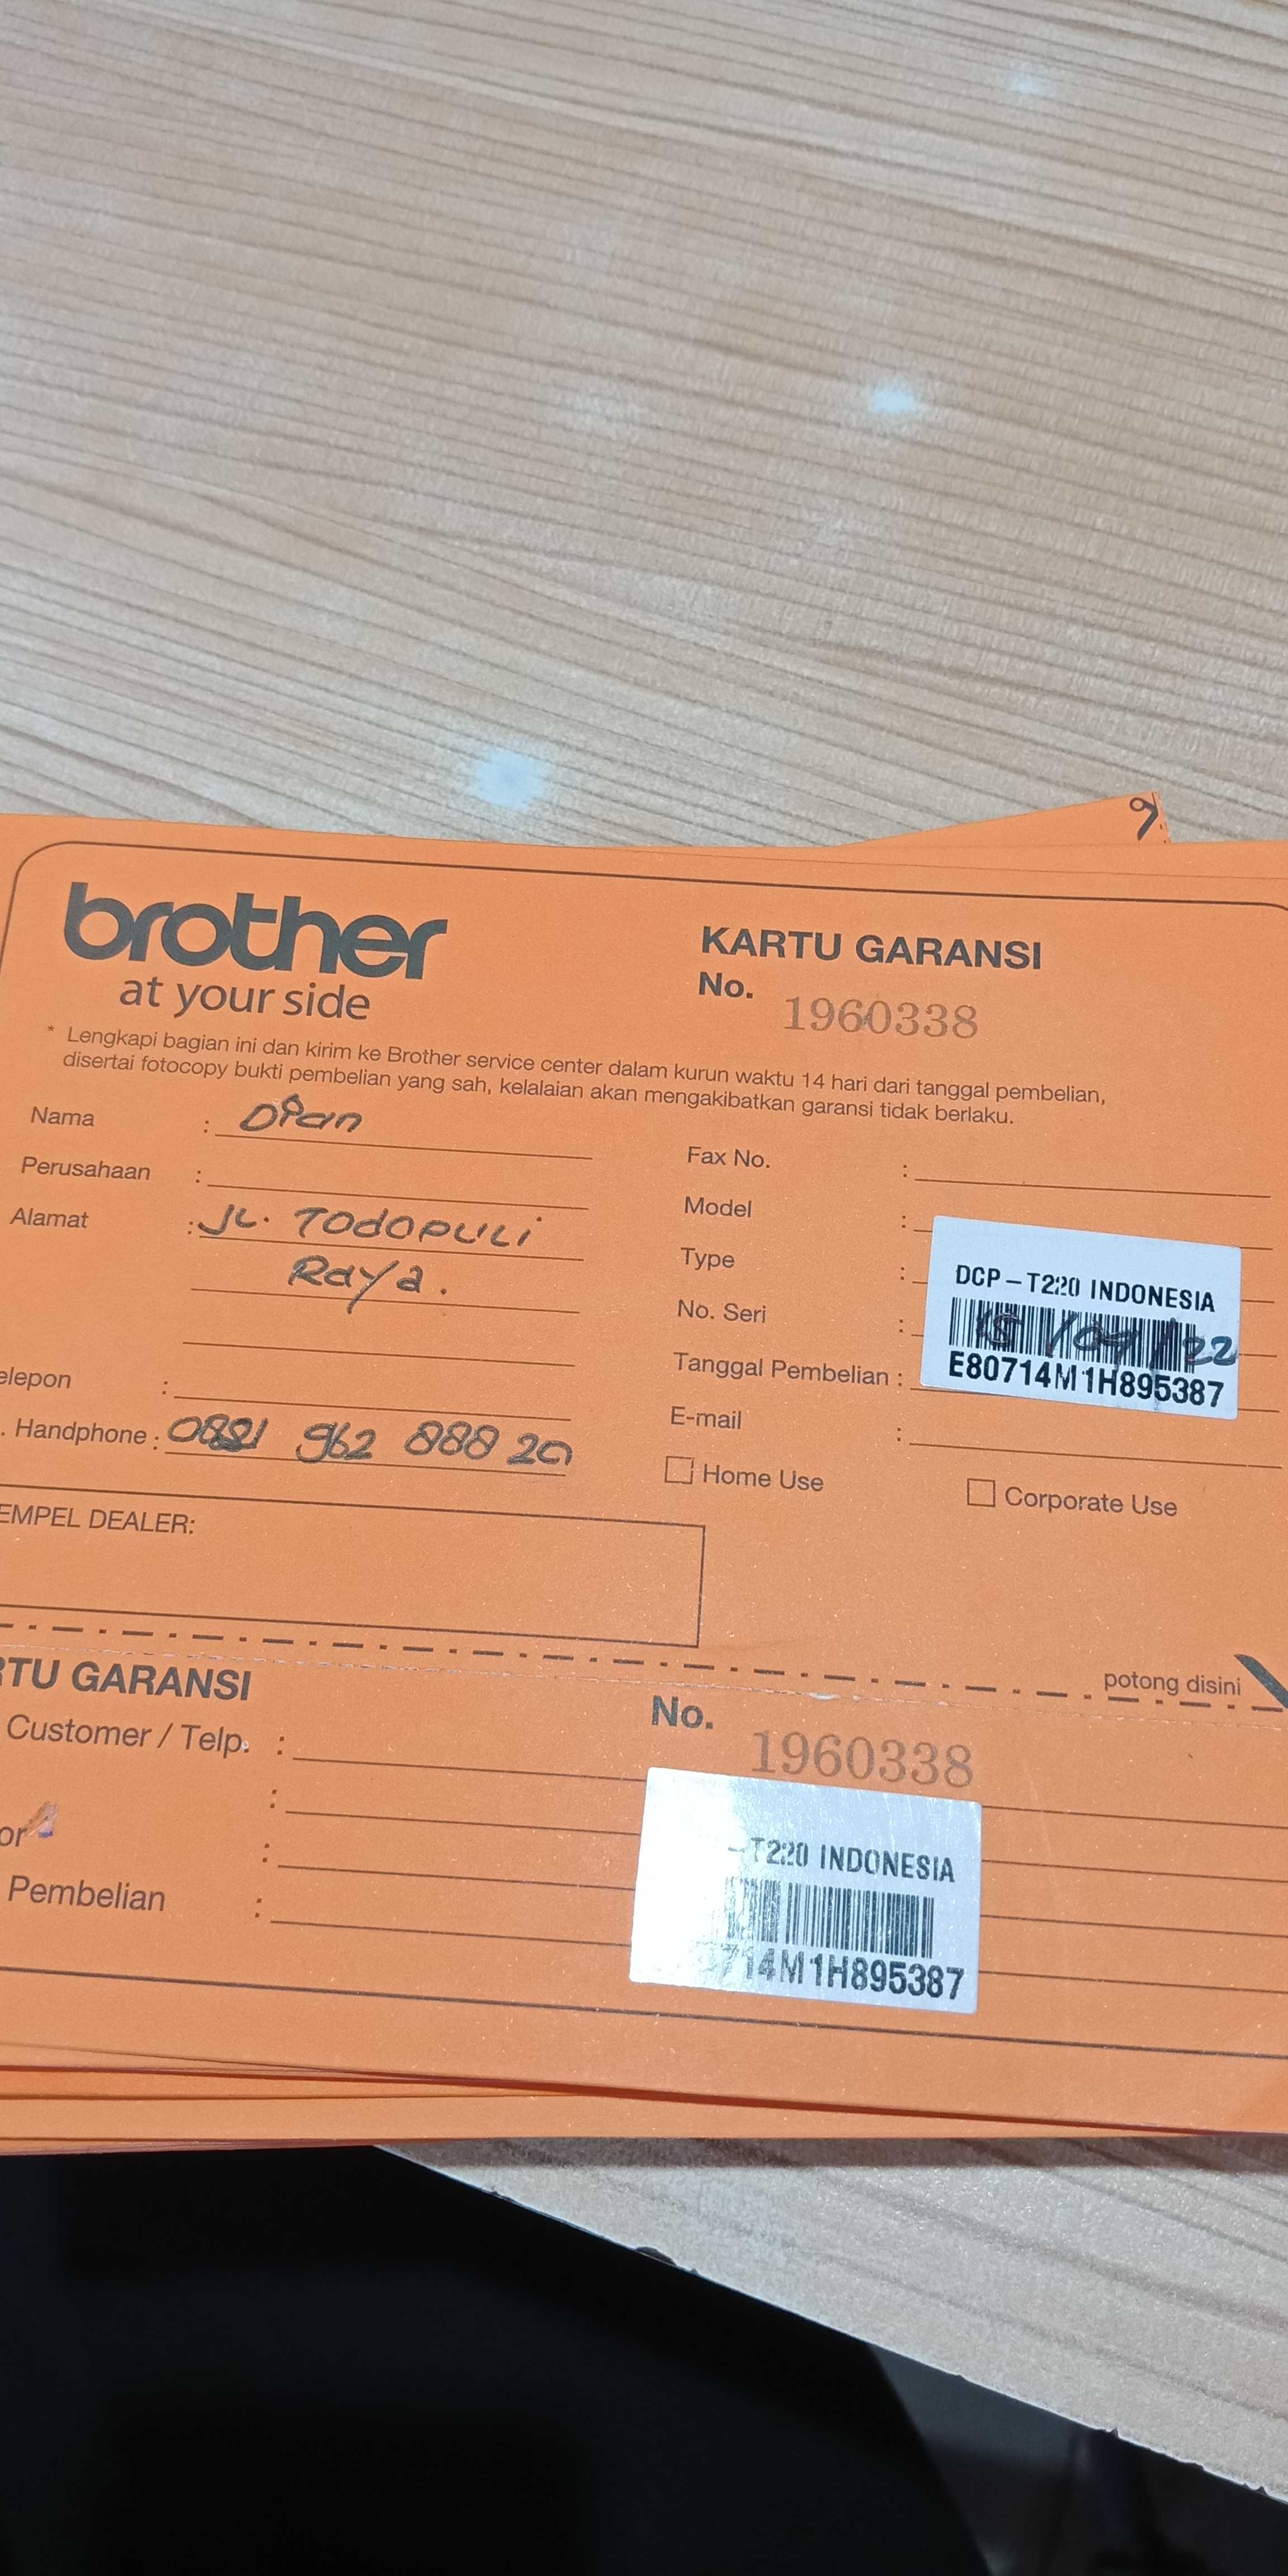 brother
at your side
KARTU GARANSI
No. 1960338
* Lengkapi bagian ini dan kirim ke Brother service center dalam kurun waktu 14 hari dari tanggal pembelian,
disertai fotocopy bukti pembelian yang sah, kelalaian akan mengakibatkan garansi tidak berlaku.
Nama : Dian
Perusahaan :
Alamat : JL. TODOPULI
Raya.
elepon :
. Handphone : 962 888 20
Fax No. :
Model :
Type :
No. Seri :
Tanggal Pembelian :
E-mail :
DCP-T220 INDONESIA
15/09/22
E80714M1H895387
Home Use
Corporate Use
EMPEL DEALER:
potong disini
RTU GARANSI
No. 1960338
Customer / Telp. :
:
or :
Pembelian :
-T220 INDONESIA
714M1H895387
9